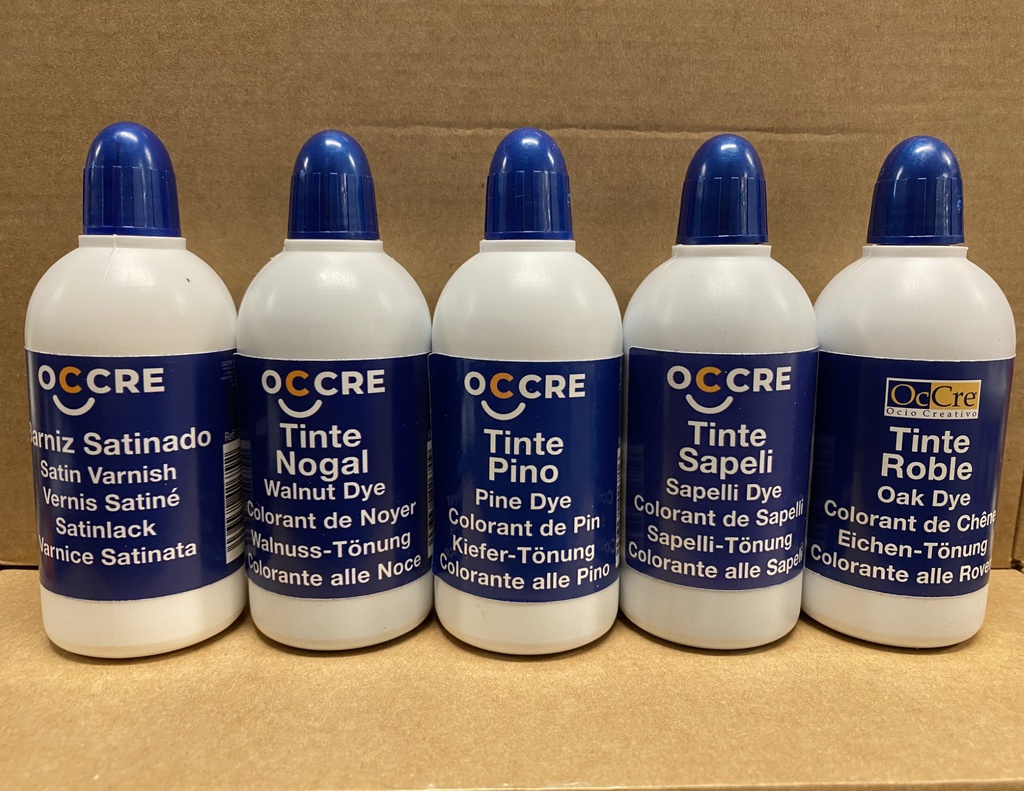 OCCRE
arniz Satinado
Satin Varnish
Vernis Satiné
Satinlack
Varnice Satinata
Ref
OCCRE
Tinte
Nogal
Walnut Dye
Colorant de Noyer
Walnuss-Tönung
Colorante alle Noce
OCCRE
Tinte
Pino
Pine Dye
Colorant de Pin
Kiefer-Tönung
Colorante alle Pino
OCCRE
Tinte
Sapeli
Sapelli Dye
Colorant de Sapelli
Sapelli-Tönung
Colorante alle Sapeli
OcCre
Ocio Creativo
Tinte
Roble
Oak Dye
Colorant de Chêne
Eichen-Tönung
Colorante alle Rove